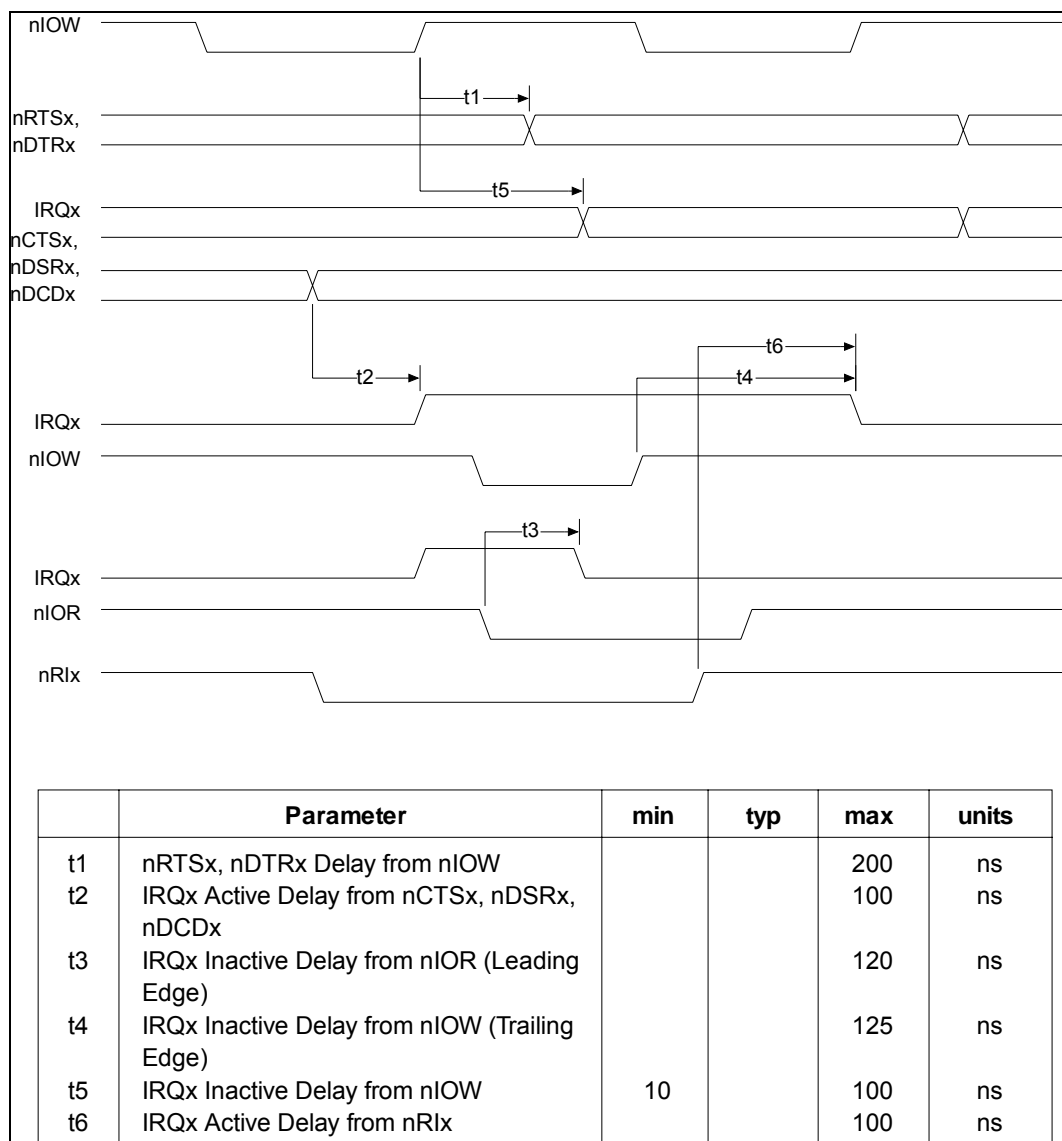 nIOW
t1
nRTSx,
nDTRx
t5
IRQx
nCTSx,
nDSRx,
nDCDx
t6
t2
t4
IRQx
nIOW
t3
IRQx
nIOR
nRIx
Parameter min typ max units
t1 nRTSx, nDTRx Delay from nIOW 200 ns
t2 IRQx Active Delay from nCTSx, nDSRx, 100 ns
nDCDx
t3 IRQx Inactive Delay from nIOR (Leading 120 ns
Edge)
t4 IRQx Inactive Delay from nIOW (Trailing 125 ns
Edge)
t5 IRQx Inactive Delay from nIOW 10 100 ns
t6 IRQx Active Delay from nRIx 100 ns